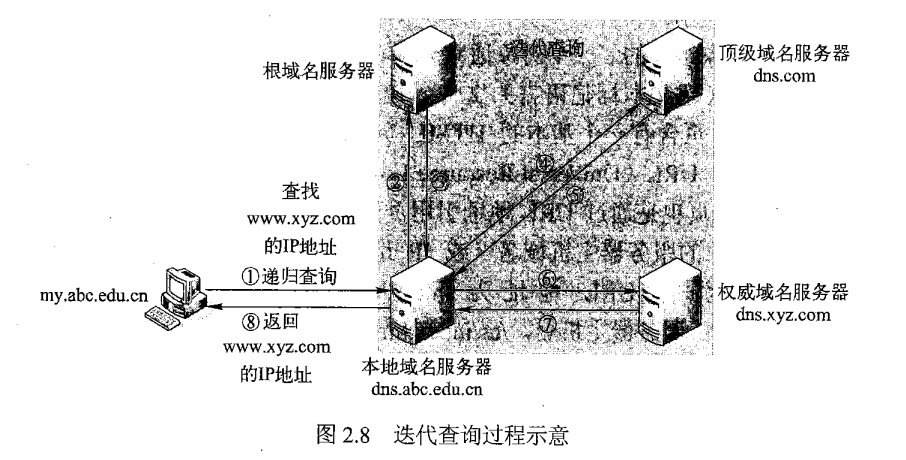 迭代查询
根域名服务器
顶级域名服务器
dns.com
②
③
④
⑤
查找
www.xyz.com
的IP地址
①递归查询
my.abc.edu.cn
⑧返回
www.xyz.com
的IP地址
⑥
⑦
权威域名服务器
dns.xyz.com
本地域名服务器
dns.abc.edu.cn
图 2.8 迭代查询过程示意